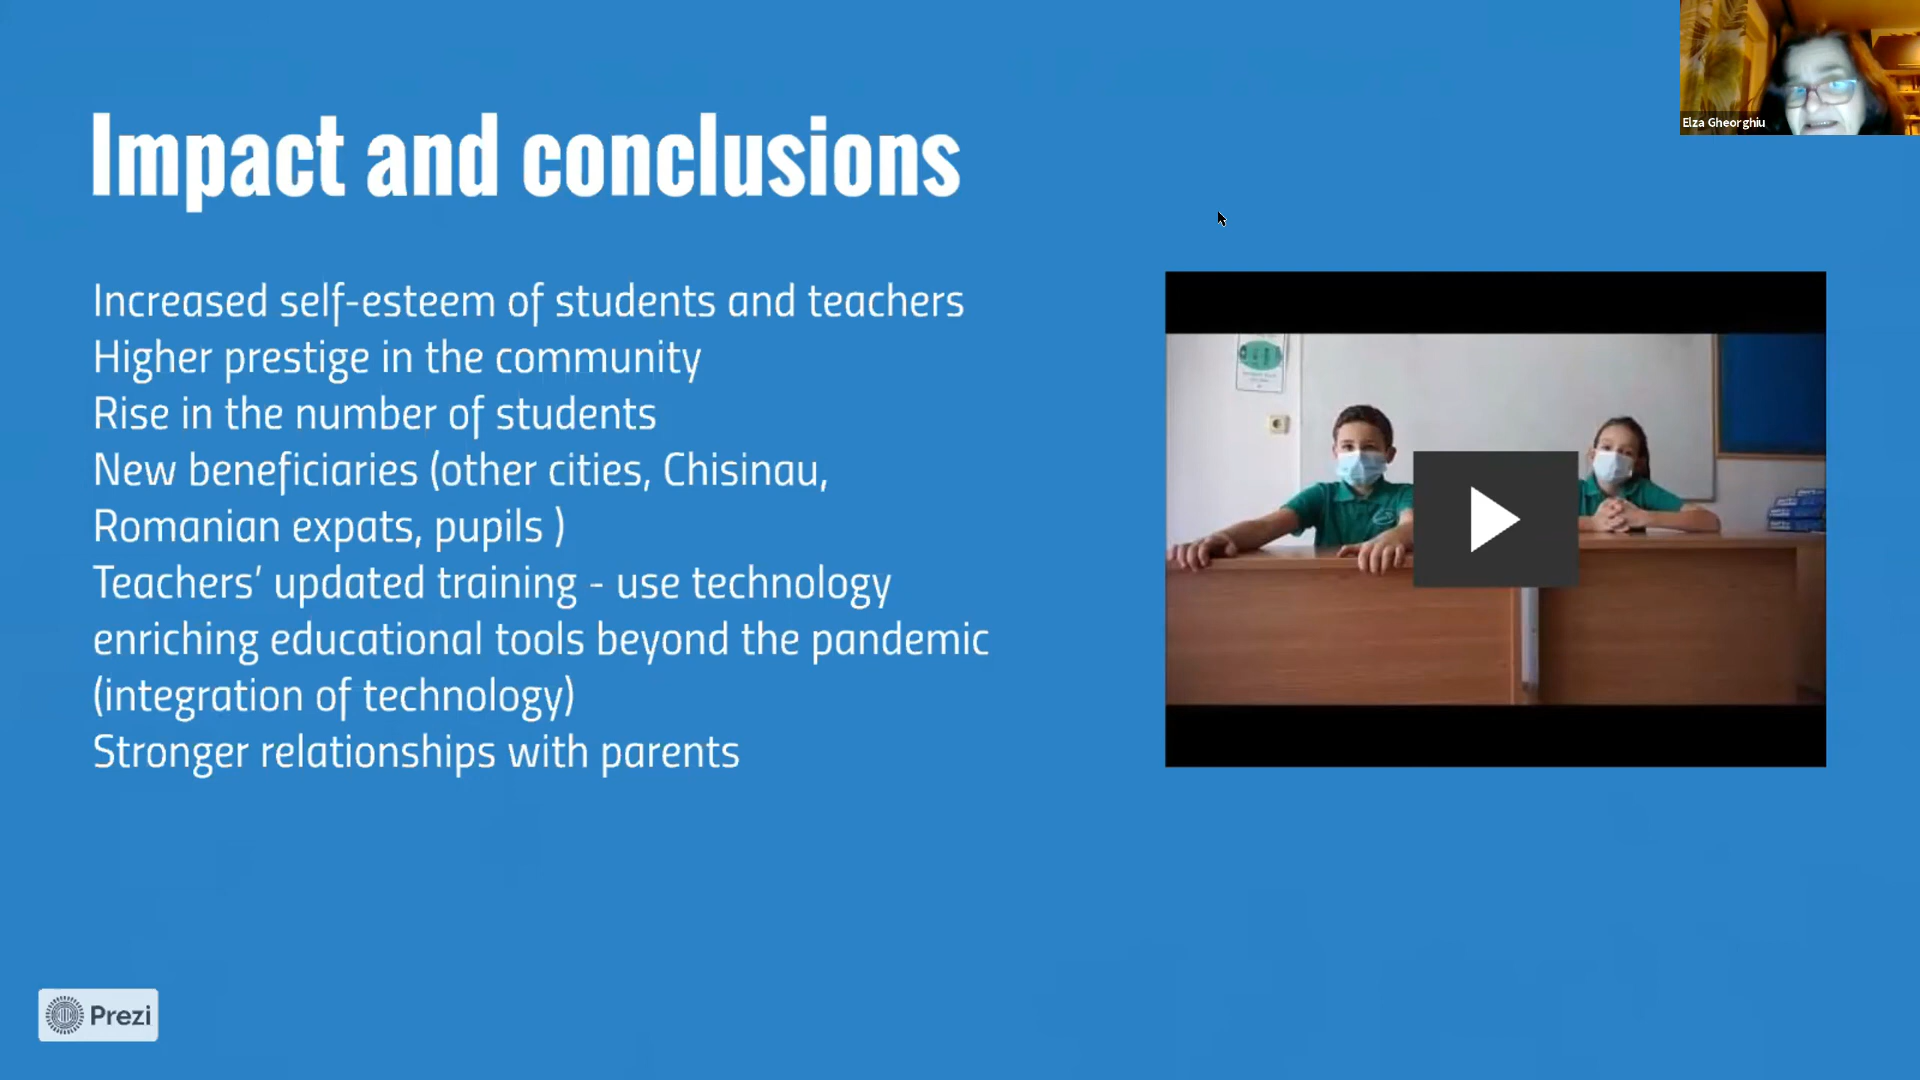 Elza Gheorghiu
Impact and conclusions
Increased self-esteem of students and teachers
Higher prestige in the community
Rise in the number of students
New beneficiaries (other cities, Chisinau,
Romanian expats, pupils )
Teachers’ updated training - use technology
enriching educational tools beyond the pandemic
(integration of technology)
Stronger relationships with parents
Prezi